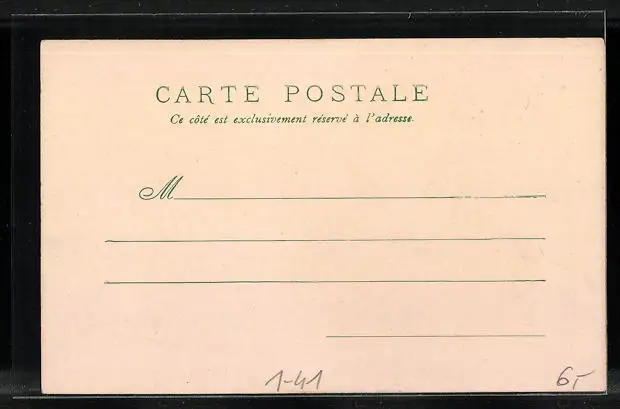 CARTE POSTALE
Ce côté est exclusivement réservé à l'adresse.
M
1-41
6,-